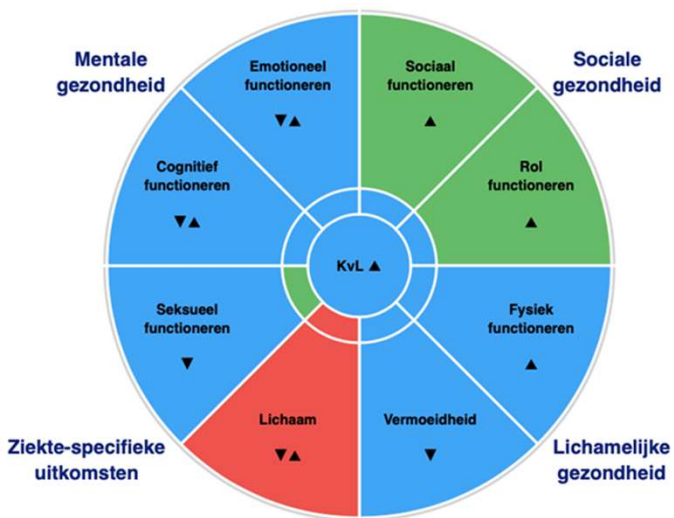 Mentale
gezondheid
Emotioneel
functioneren
▼▲
Sociaal
functioneren
▲
Sociale
gezondheid
Cognitief
functioneren
▼▲
Rol
functioneren
▲
KvL ▲
Seksueel
functioneren
▼
Fysiek
functioneren
▲
Lichaam
▼▲
Vermoeidheid
▼
Ziekte-specifieke
uitkomsten
Lichamelijke
gezondheid